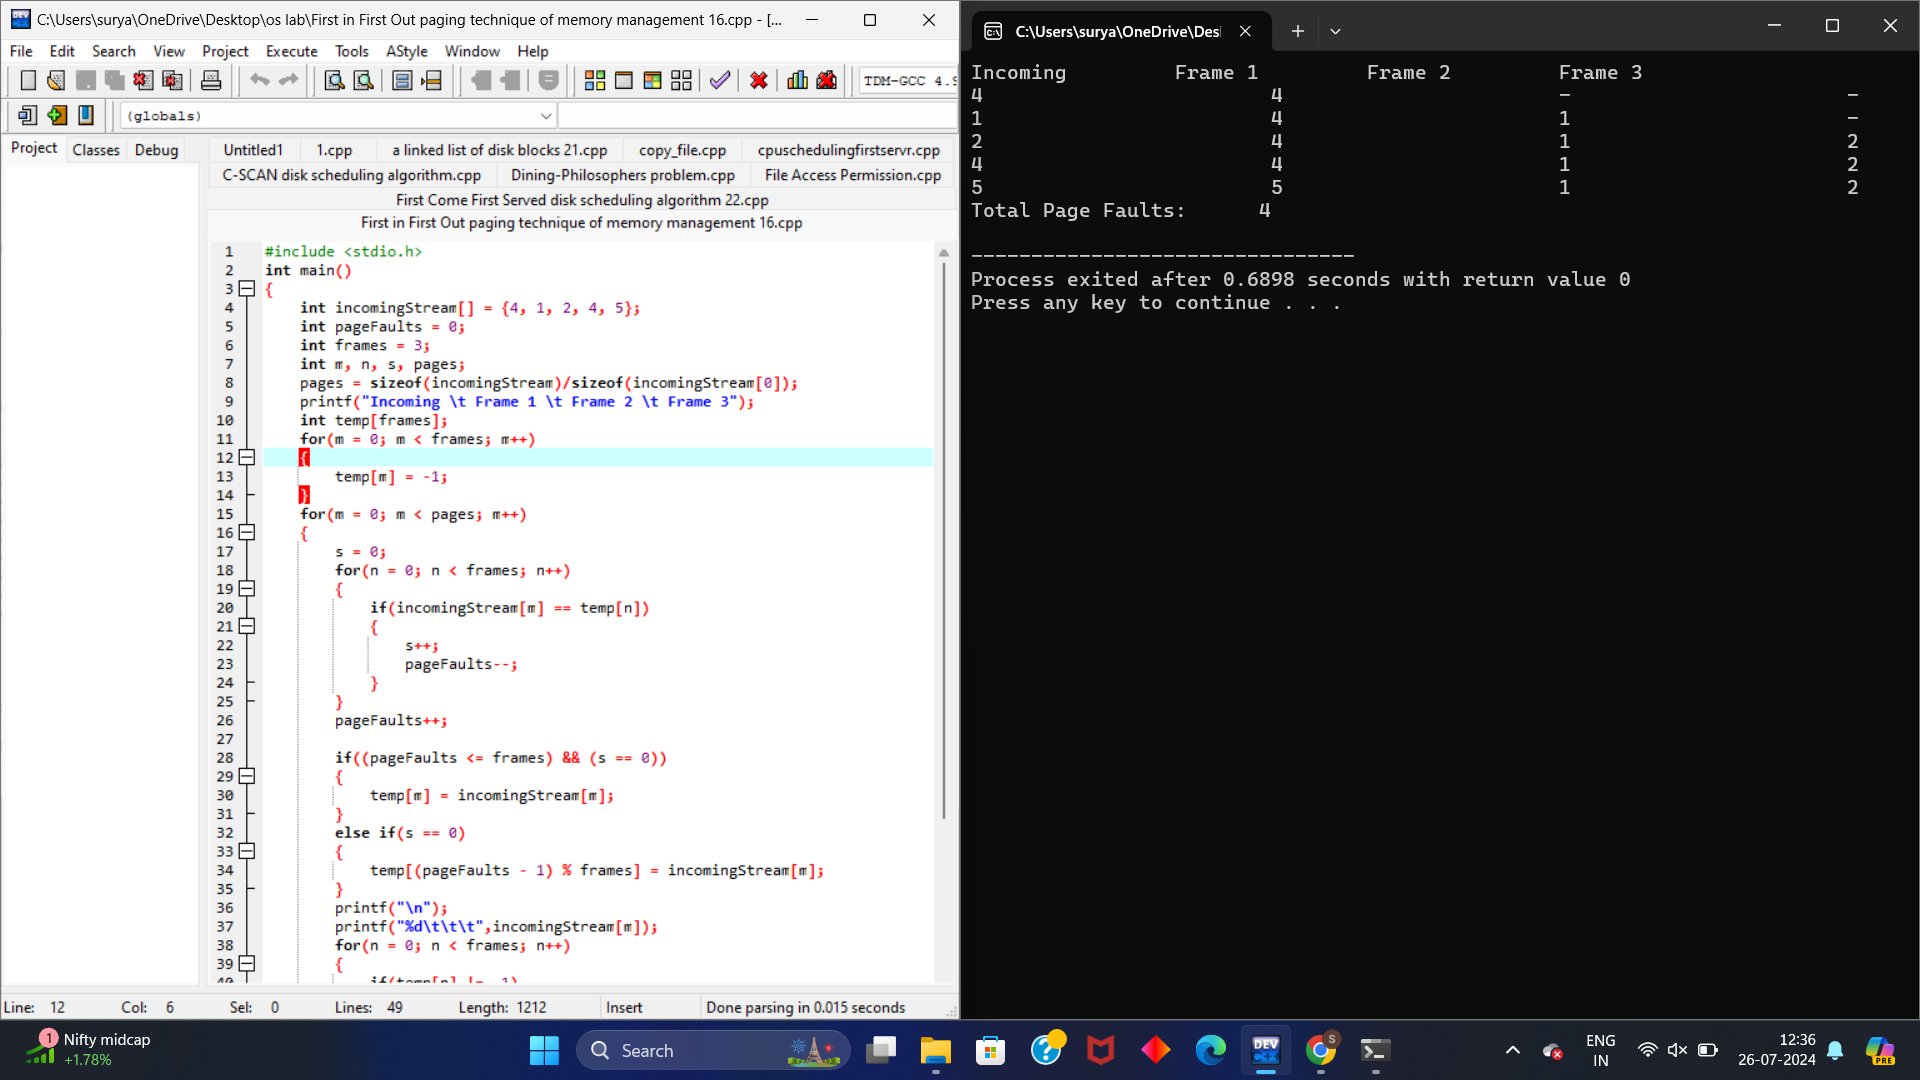 C:\Users\surya\OneDrive\Desktop\os lab\First in First Out paging technique of memory management 16.cpp - [...
File Edit Search View Project Execute Tools AStyle Window Help
TDM-GCC 4.9
(globals)
Project Classes Debug
Untitled1 1.cpp a linked list of disk blocks 21.cpp copy_file.cpp cpuschedulingfirstservr.cpp
C-SCAN disk scheduling algorithm.cpp Dining-Philosophers problem.cpp File Access Permission.cpp
First Come First Served disk scheduling algorithm 22.cpp
First in First Out paging technique of memory management 16.cpp
1 #include <stdio.h>
2 int main()
3 {
4 int incomingStream[] = {4, 1, 2, 4, 5};
5 int pageFaults = 0;
6 int frames = 3;
7 int m, n, s, pages;
8 pages = sizeof(incomingStream)/sizeof(incomingStream[0]);
9 printf("Incoming \t Frame 1 \t Frame 2 \t Frame 3");
10 int temp[frames];
11 for(m = 0; m < frames; m++)
12 {
13 temp[m] = -1;
14 }
15 for(m = 0; m < pages; m++)
16 {
17 s = 0;
18 for(n = 0; n < frames; n++)
19 {
20 if(incomingStream[m] == temp[n])
21 {
22 s++;
23 pageFaults--;
24 }
25 }
26 pageFaults++;
27
28 if((pageFaults <= frames) && (s == 0))
29 {
30 temp[m] = incomingStream[m];
31 }
32 else if(s == 0)
33 {
34 temp[(pageFaults - 1) % frames] = incomingStream[m];
35 }
36 printf("\n");
37 printf("%d\t\t\t",incomingStream[m]);
38 for(n = 0; n < frames; n++)
39 {
Line: 12 Col: 6 Sel: 0 Lines: 49 Length: 1212 Insert Done parsing in 0.015 seconds
C:\Users\surya\OneDrive\Des
Incoming Frame 1 Frame 2 Frame 3
4 4 - -
1 4 1 -
2 4 1 2
4 4 1 2
5 5 1 2
Total Page Faults: 4
--------------------------------
Process exited after 0.6898 seconds with return value 0
Press any key to continue . . .
1 Nifty midcap
+1.78%
Search
DEV
C++
S
ENG
IN
12:36
26-07-2024
PRE